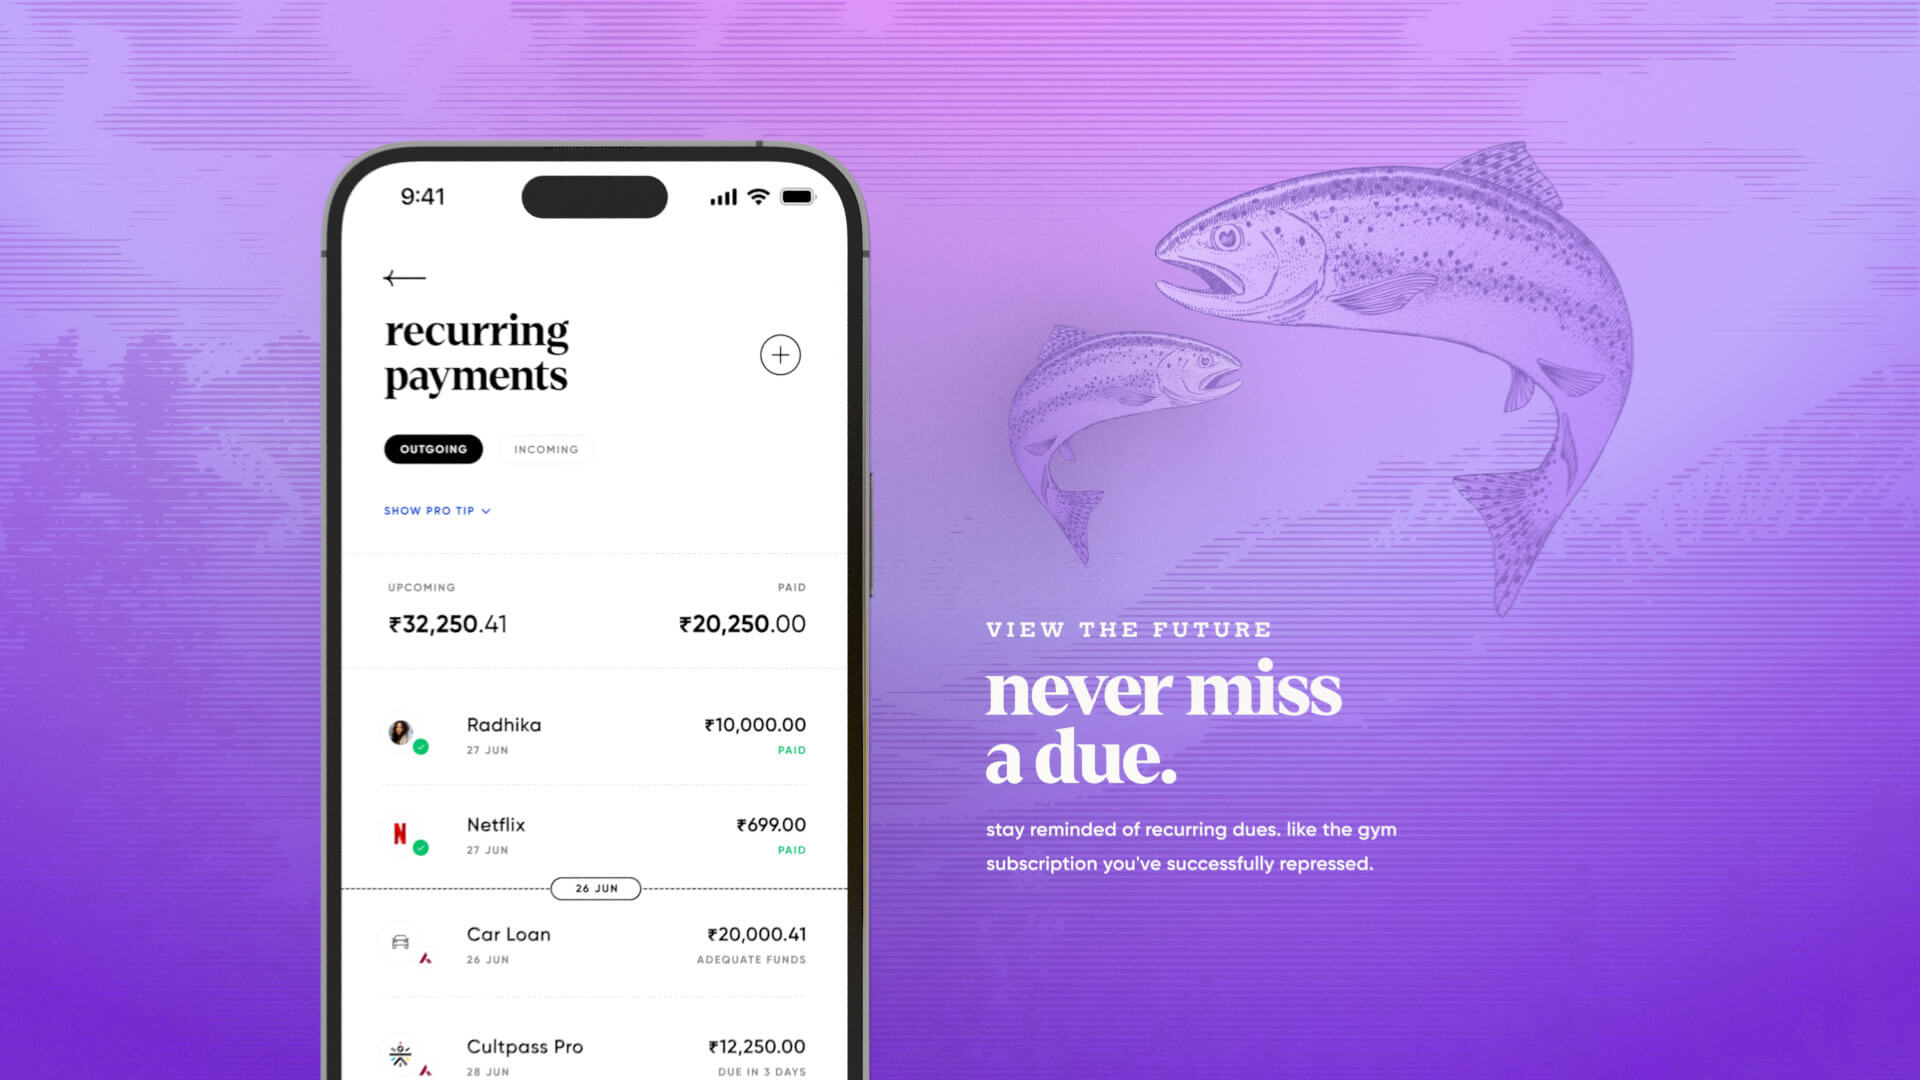 9:41
recurring
payments
OUTGOING
INCOMING
SHOW PRO TIP
UPCOMING
PAID
₹32,250.41
₹20,250.00
Radhika
₹10,000.00
27 JUN
PAID
N
Netflix
₹699.00
27 JUN
PAID
26 JUN
Car Loan
₹20,000.41
26 JUN
ADEQUATE FUNDS
Cultpass Pro
₹12,250.00
28 JUN
DUE IN 3 DAYS
VIEW THE FUTURE
never miss
a due.
stay reminded of recurring dues. like the gym
subscription you've successfully repressed.